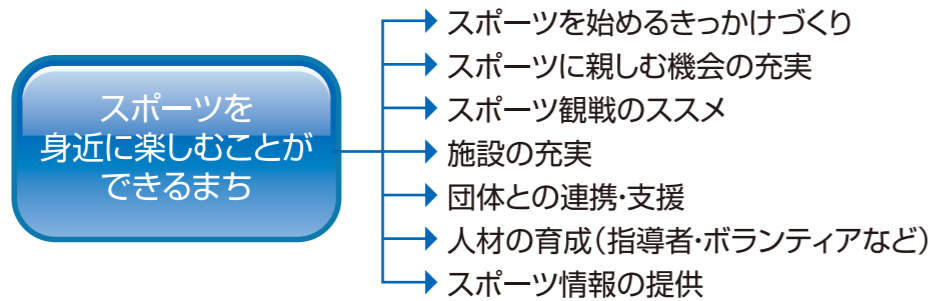 スポーツを
身近に楽しむことが
できるまち
スポーツを始めるきっかけづくり
スポーツに親しむ機会の充実
スポーツ観戦のススメ
施設の充実
団体との連携・支援
人材の育成（指導者・ボランティアなど）
スポーツ情報の提供